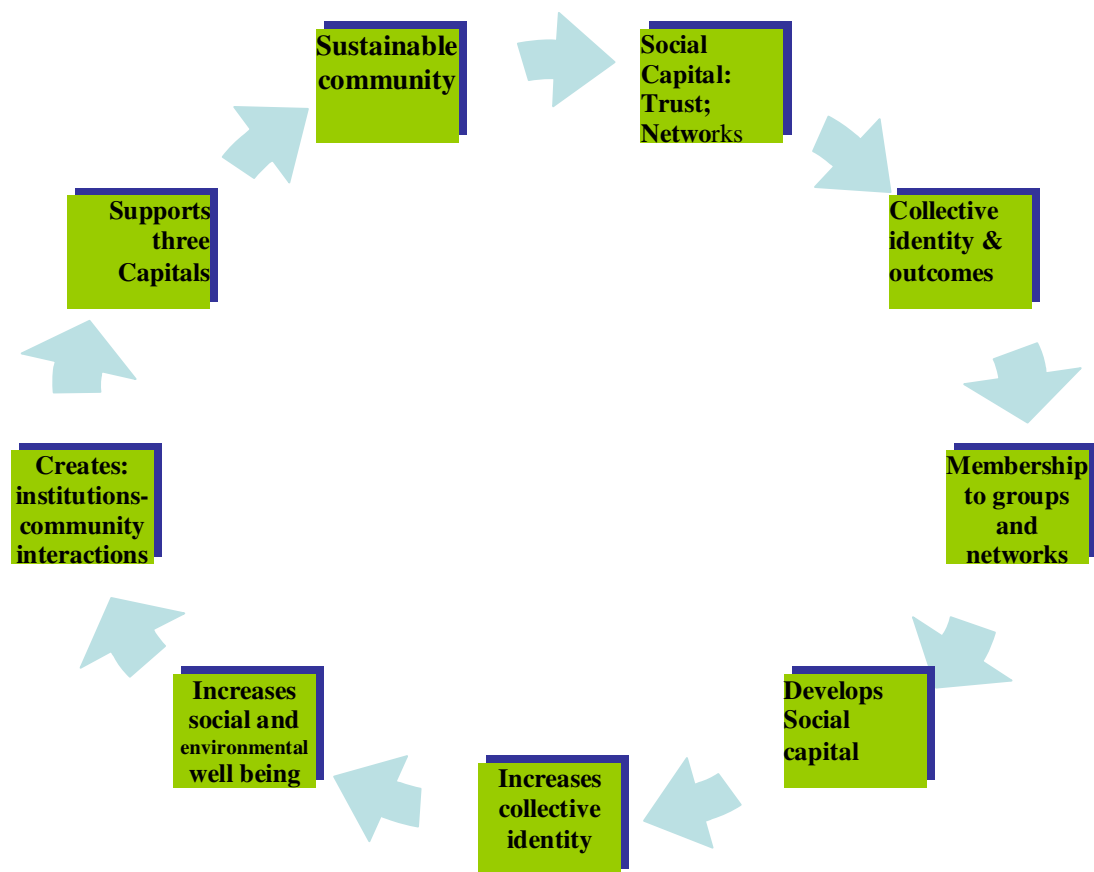 Sustainable
community
Social
Capital:
Trust;
Networks
Collective
identity &
outcomes
Membership
to groups
and
networks
Develops
Social
capital
Increases
collective
identity
Increases
social and
environmental
well being
Creates:
institutions-
community
interactions
Supports
three
Capitals